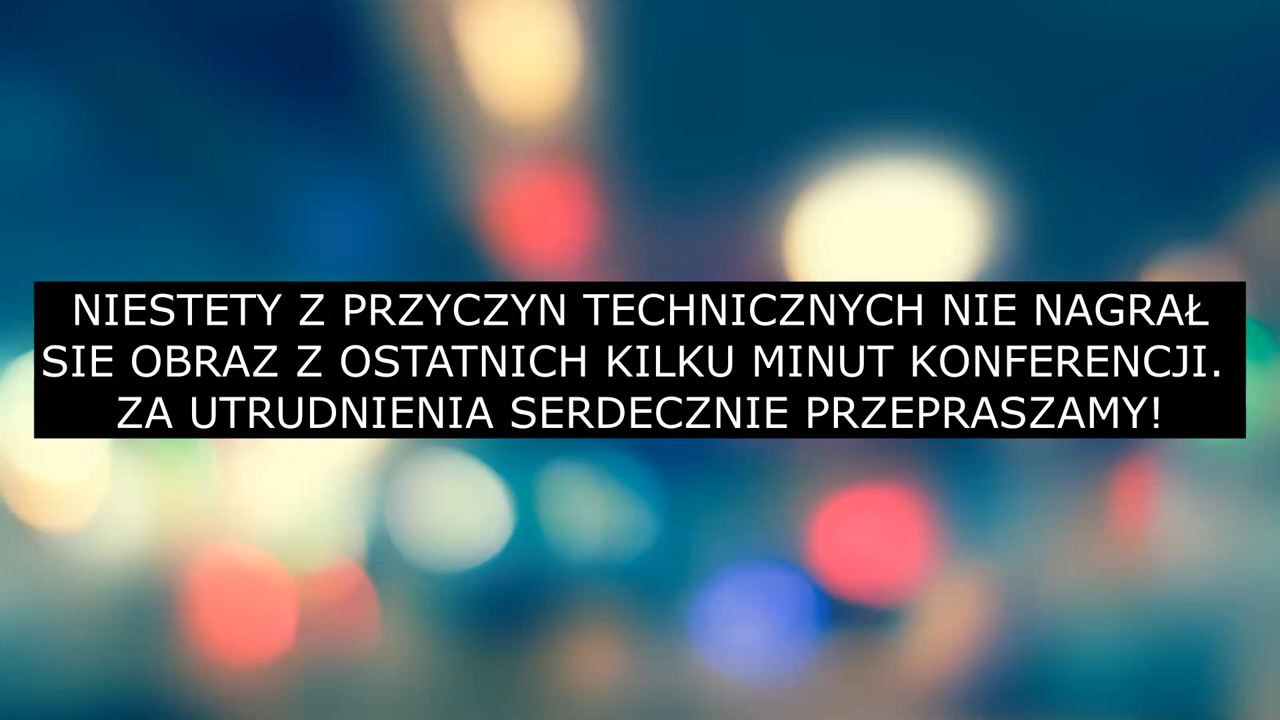 NIESTETY Z PRZYCZYN TECHNICZNYCH NIE NAGRAŁ
SIE OBRAZ Z OSTATNICH KILKU MINUT KONFERENCJI.
ZA UTRUDNIENIA SERDECZNIE PRZEPRASZAMY!